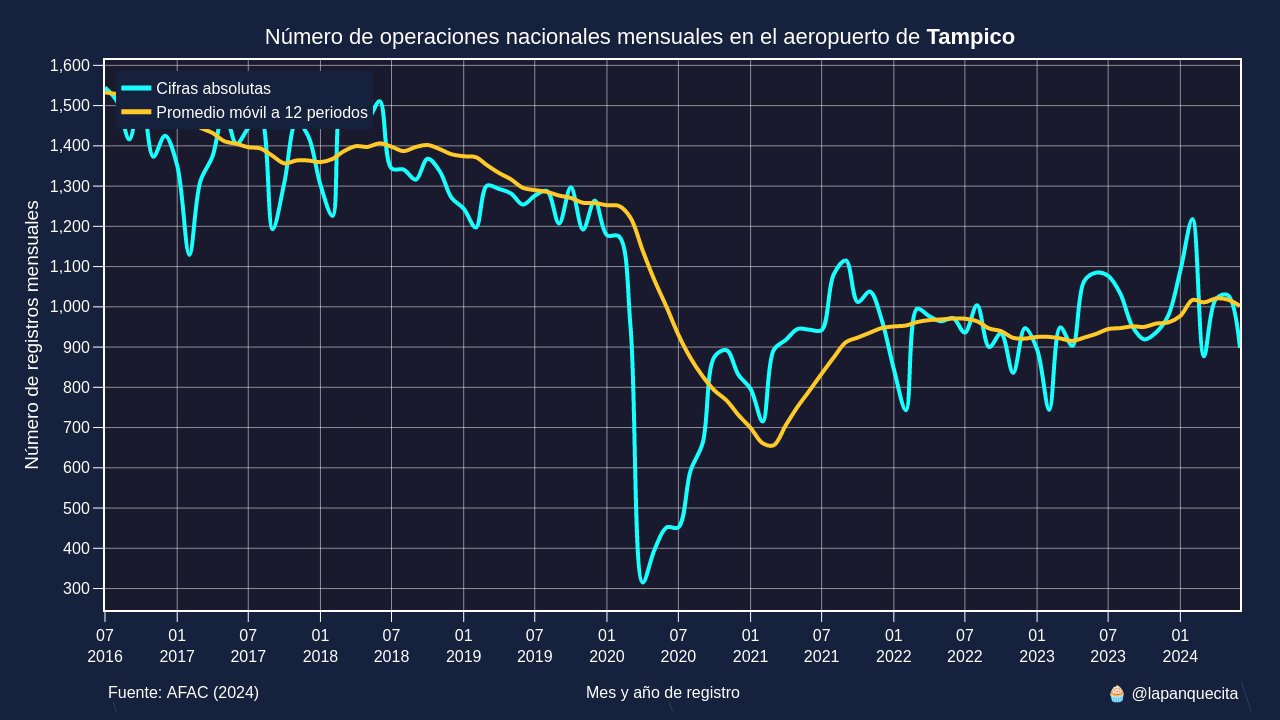 Número de operaciones nacionales mensuales en el aeropuerto de Tampico
Cifras absolutas
Promedio móvil a 12 periodos
Número de registros mensuales
1,600
1,500
1,400
1,300
1,200
1,100
1,000
900
800
700
600
500
400
300
07 01 07 01 07 01 07 01 07 01 07 01 07 01 07 01
2016 2017 2017 2018 2018 2019 2019 2020 2020 2021 2021 2022 2022 2023 2023 2024
Fuente: AFAC (2024) Mes y año de registro 🧁 @lapanquecita